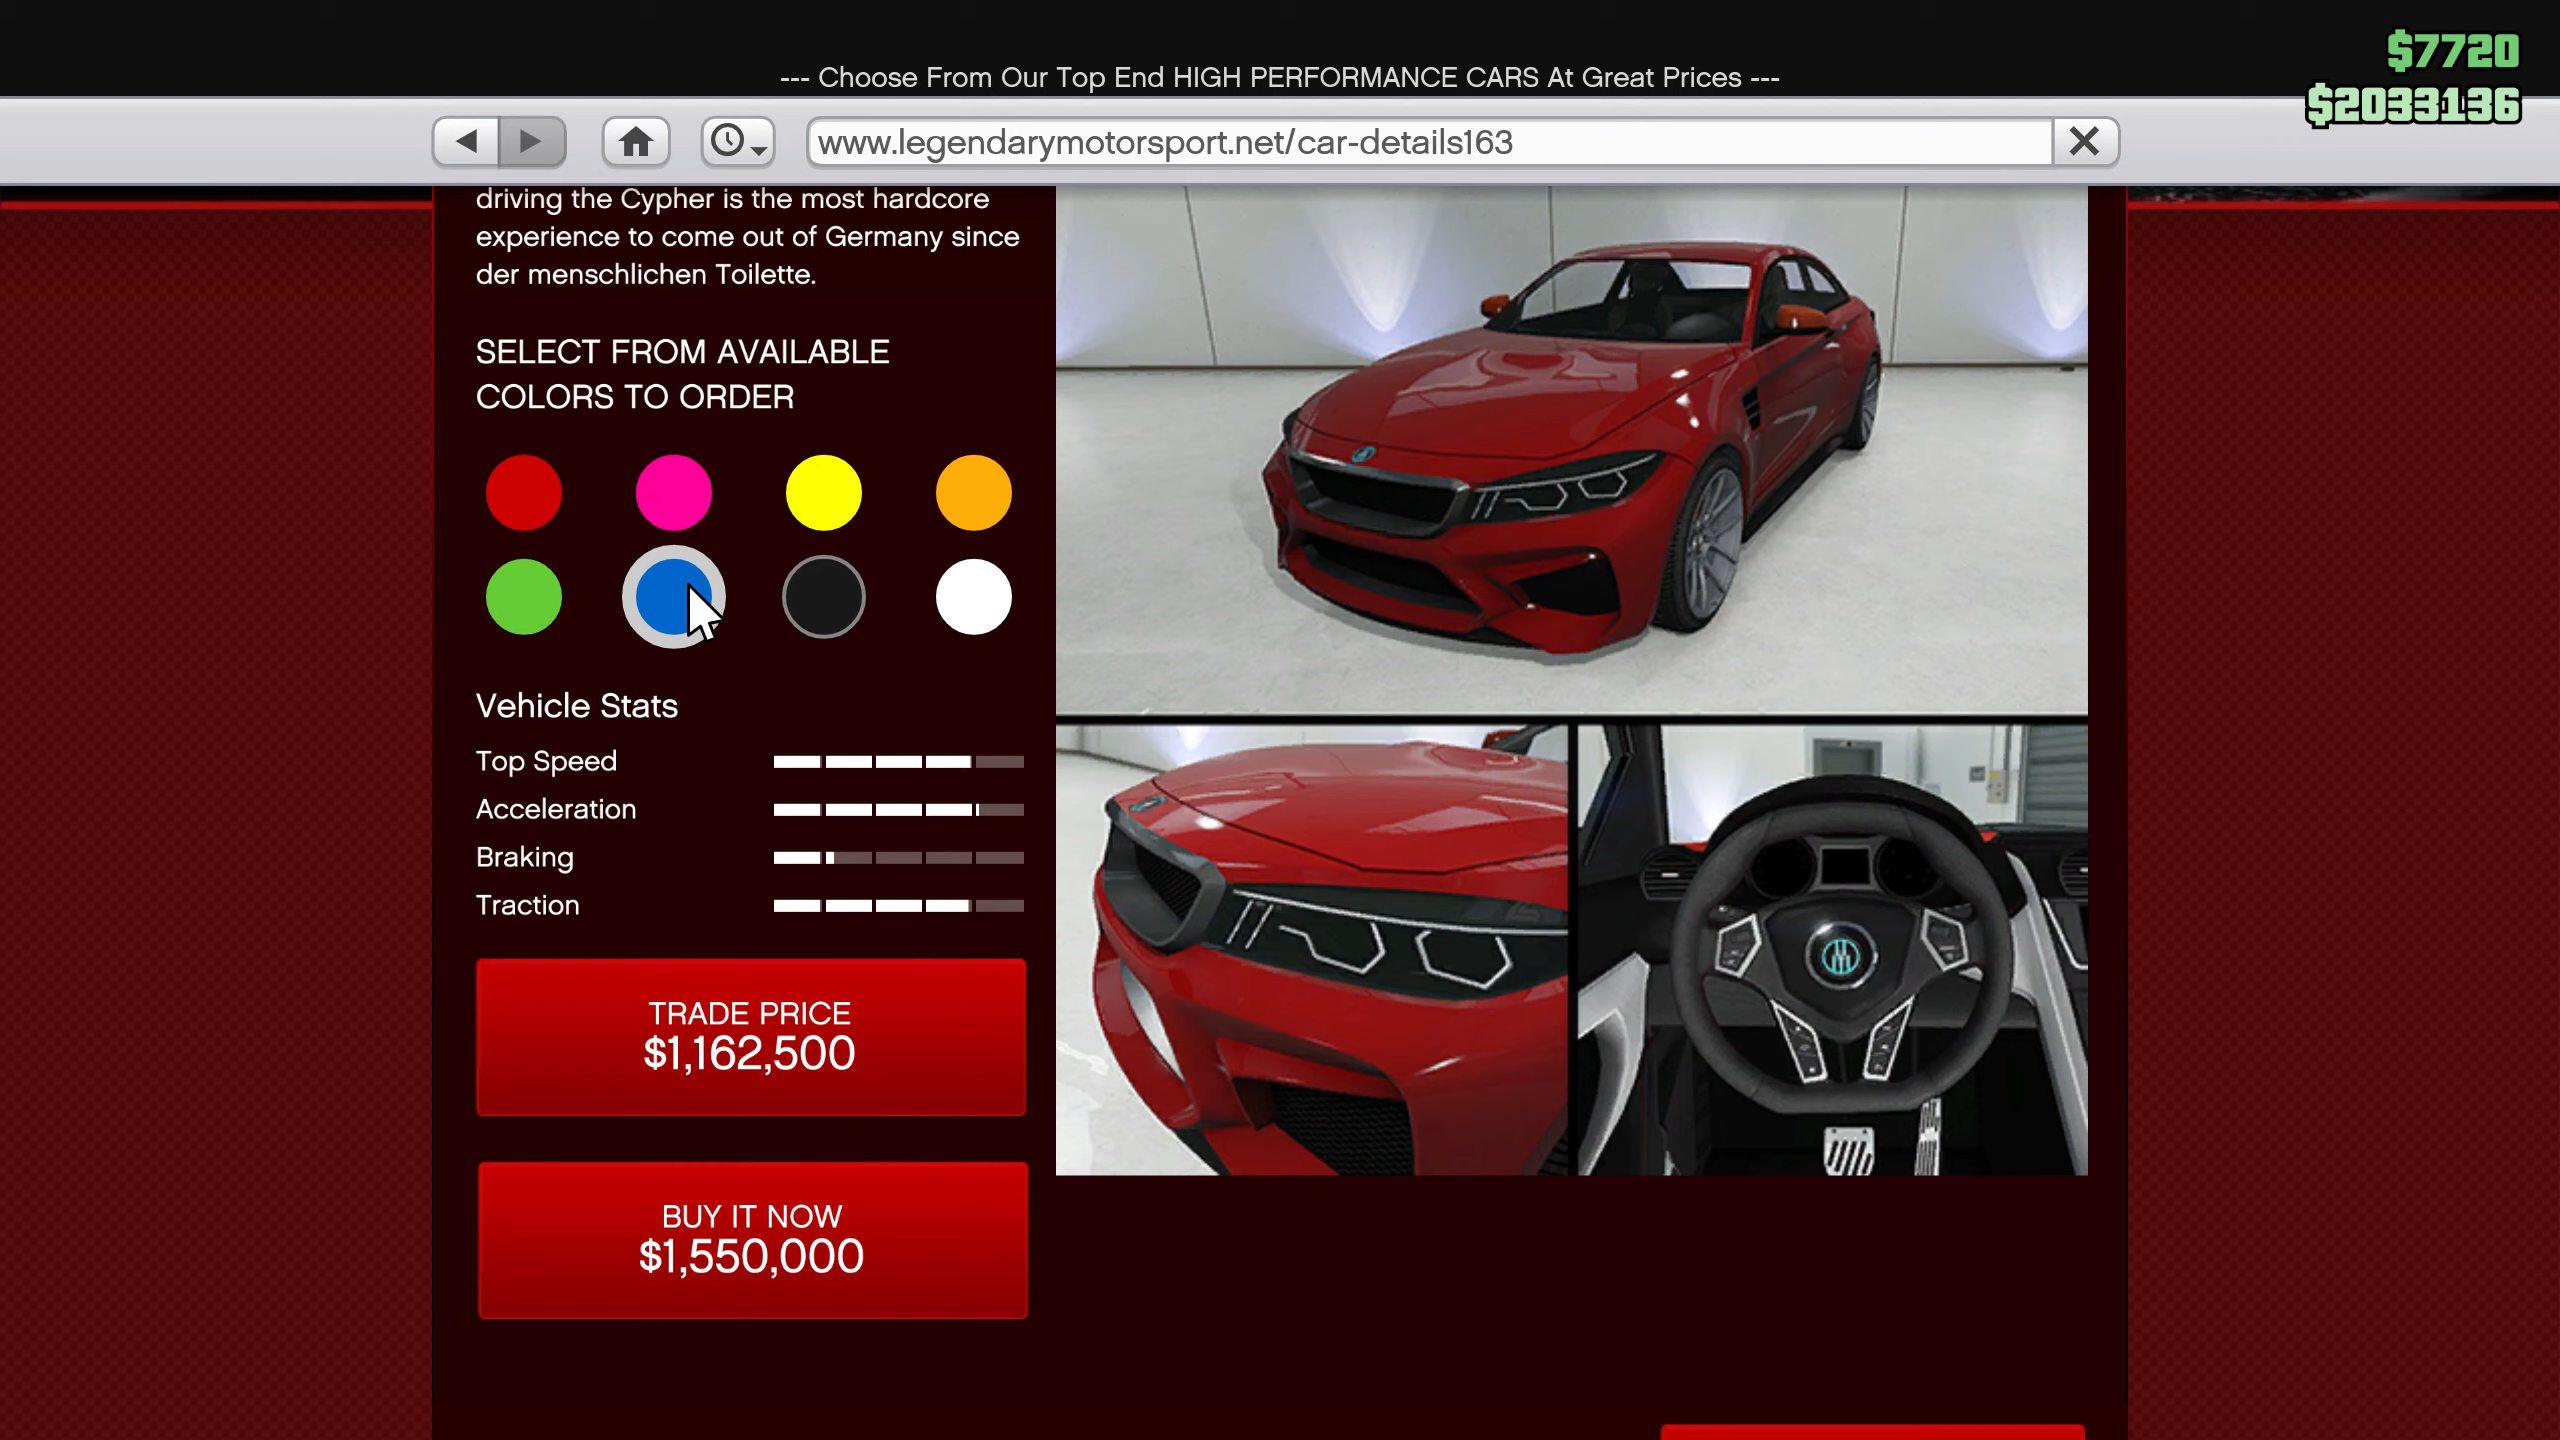 $7720
--- Choose From Our Top End HIGH PERFORMANCE CARS At Great Prices ---
$2033136
www.legendarymotorsport.net/car-details163
driving the Cypher is the most hardcore
experience to come out of Germany since
der menschlichen Toilette.
SELECT FROM AVAILABLE
COLORS TO ORDER
Vehicle Stats
Top Speed
Acceleration
Braking
Traction
TRADE PRICE
$1,162,500
BUY IT NOW
$1,550,000